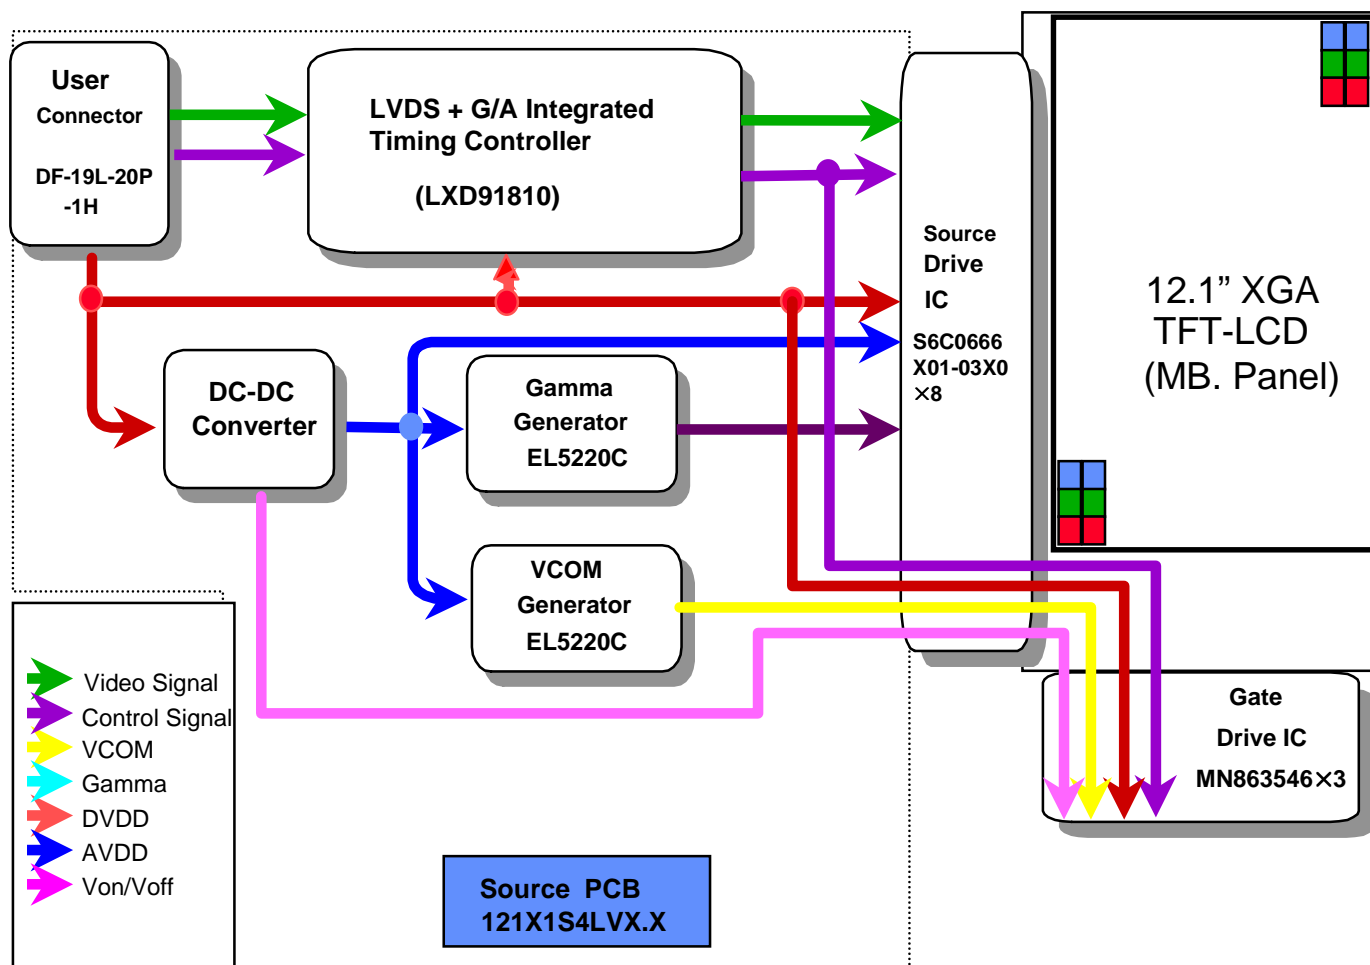 User
Connector
DF-19L-20P
-1H
LVDS + G/A Integrated
Timing Controller
(LXD91810)
Source
Drive
IC
S6C0666
X01-03X0
×8
12.1” XGA
TFT-LCD
(MB. Panel)
DC-DC
Converter
Gamma
Generator
EL5220C
VCOM
Generator
EL5220C
Gate
Drive IC
MN863546×3
Video Signal
Control Signal
VCOM
Gamma
DVDD
AVDD
Von/Voff
Source PCB
121X1S4LVX.X